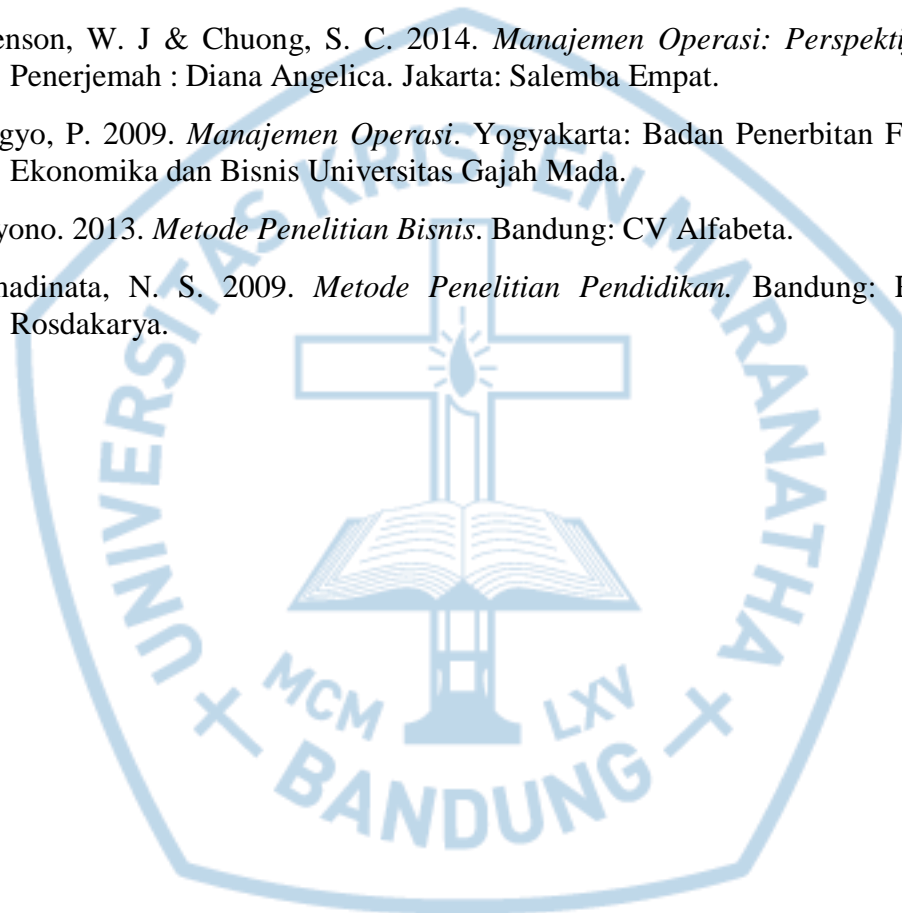 enson, W. J & Chuong, S. C. 2014. Manajemen Operasi: Perspekti
Penerjemah : Diana Angelica. Jakarta: Salemba Empat.
gyo, P. 2009. Manajemen Operasi. Yogyakarta: Badan Penerbitan F
Ekonomika dan Bisnis Universitas Gajah Mada.
yono. 2013. Metode Penelitian Bisnis. Bandung: CV Alfabeta.
nadinata, N. S. 2009. Metode Penelitian Pendidikan. Bandung:
Rosdakarya.
UNIVERSITAS KRISTEN MARANATHA
MCM LXV
BANDUNG